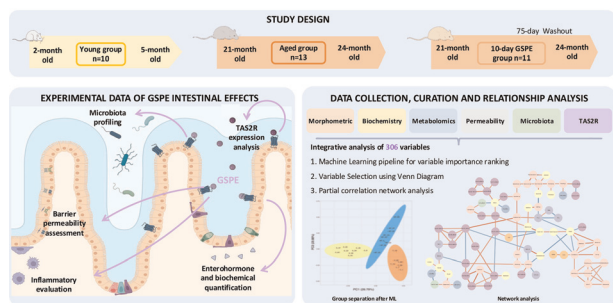 STUDY DESIGN
75-day Washout
2-month
old
Young group
n=10
5-month
old
21-month
old
Aged group
n=13
24-month
old
21-month
old
10-day GSPE
group n=11
24-month
old
EXPERIMENTAL DATA OF GSPE INTESTINAL EFFECTS
Microbiota
profiling
TAS2R
expression
analysis
GSPE
Barrier
permeability
assessment
Inflammatory
evaluation
Enterohormone
and biochemical
quantification
DATA COLLECTION, CURATION AND RELATIONSHIP ANALYSIS
Morphometric
Biochemistry
Metabolomics
Permeability
Microbiota
TAS2R
Integrative analysis of 306 variables
1. Machine Learning pipeline for variable importance ranking
2. Variable Selection using Venn Diagram
3. Partial correlation network analysis
Group separation after ML
Network analysis